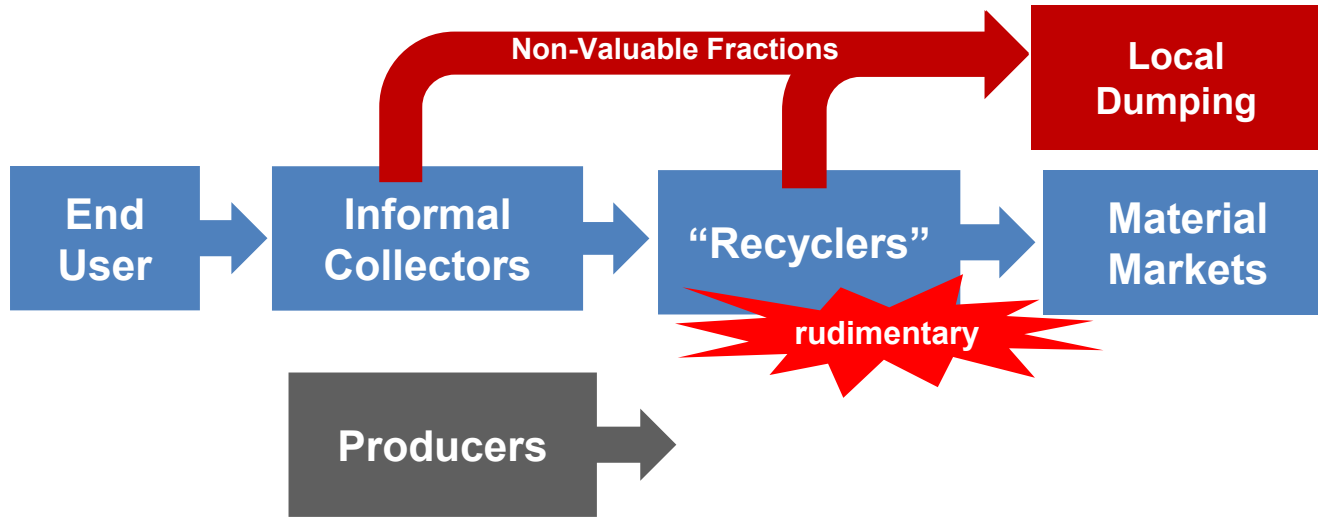 Non-Valuable Fractions
Local
Dumping
End
User
Informal
Collectors
“Recyclers”
Material
Markets
rudimentary
Producers